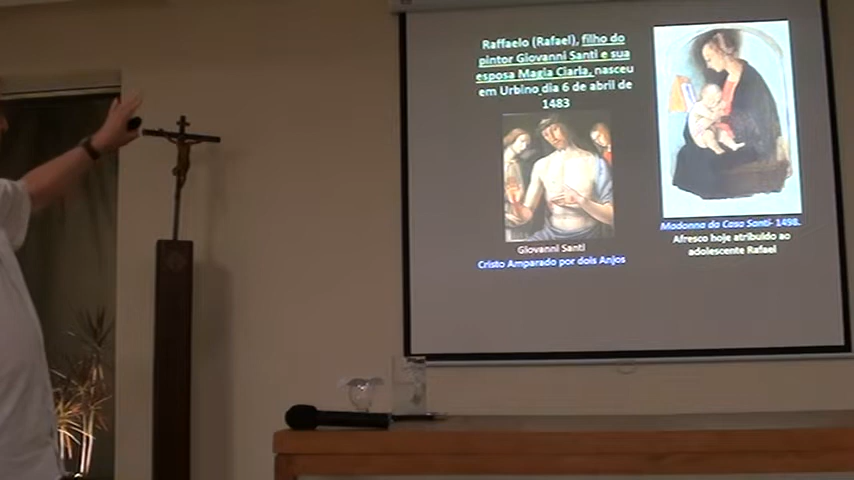 Raffaelo (Rafael), filho do
pintor Giovanni Santi e sua
esposa Magia Ciarla, nasceu
em Urbino dia 6 de abril de
1483
Giovanni Santi
Cristo Amparado por dois Anjos
Madonna da Casa Santi- 1498.
Afresco hoje atribuído ao
adolescente Rafael